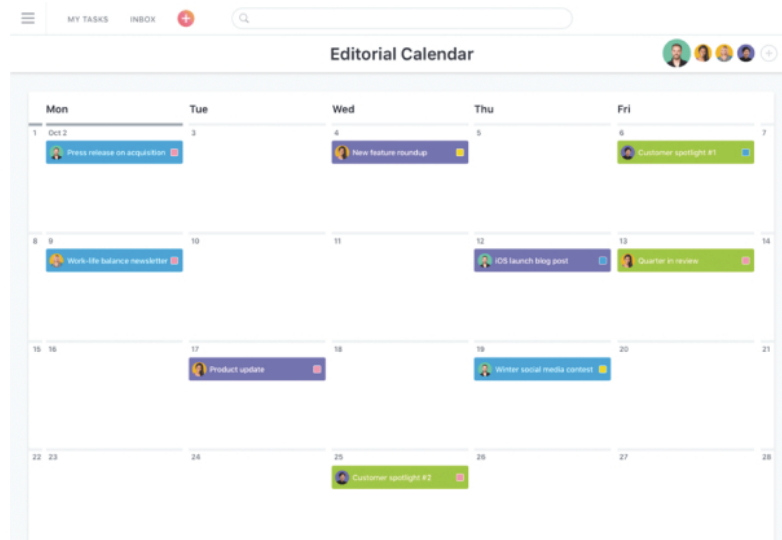 MY TASKS INBOX
Editorial Calendar
Mon Tue Wed Thu Fri
1 Oct 2 3 4 5 6 7
Press release on acquisition New feature roundup Customer spotlight #1
8 9 10 11 12 13 14
Work-life balance newsletter iOS launch blog post Quarter in review
15 16 17 18 19 20 21
Product update Winter social media contest
22 23 24 25 26 27 28
Customer spotlight #2